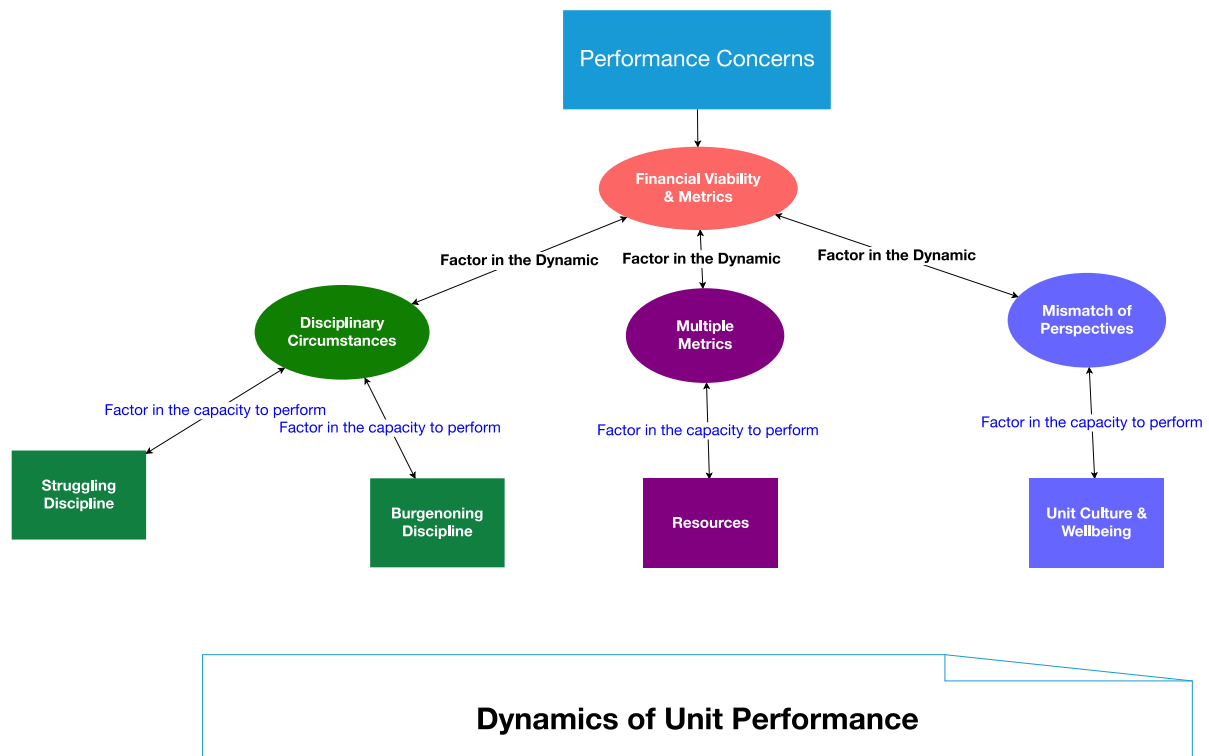 Performance Concerns
Financial Viability
& Metrics
Factor in the Dynamic
Factor in the Dynamic
Factor in the Dynamic
Disciplinary
Circumstances
Multiple
Metrics
Mismatch of
Perspectives
Factor in the capacity to perform
Factor in the capacity to perform
Factor in the capacity to perform
Factor in the capacity to perform
Struggling
Discipline
Burgenoning
Discipline
Resources
Unit Culture &
Wellbeing
Dynamics of Unit Performance